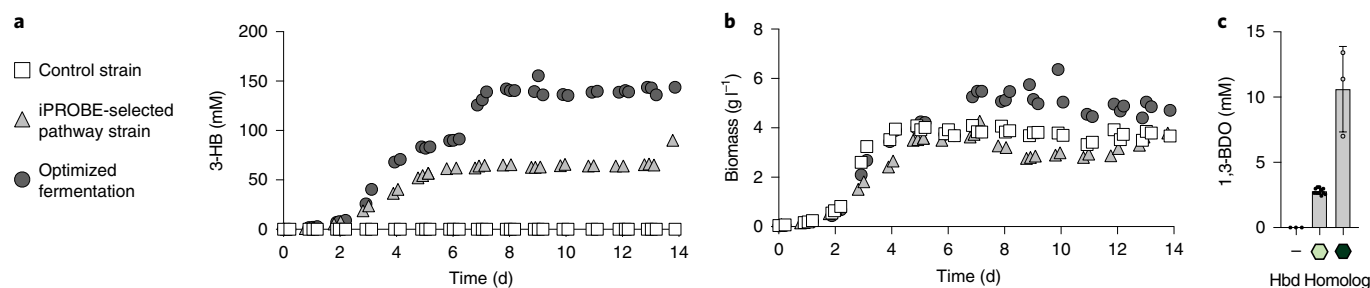 a
Control strain
iPROBE-selected
pathway strain
Optimized
fermentation
3-HB (mM)
200
150
100
50
0
0 2 4 6 8 10 12 14
Time (d)
b
Biomass (g l⁻¹)
8
6
4
2
0
0 2 4 6 8 10 12 14
Time (d)
c
1,3-BDO (mM)
15
10
5
0
–
Hbd Homolog